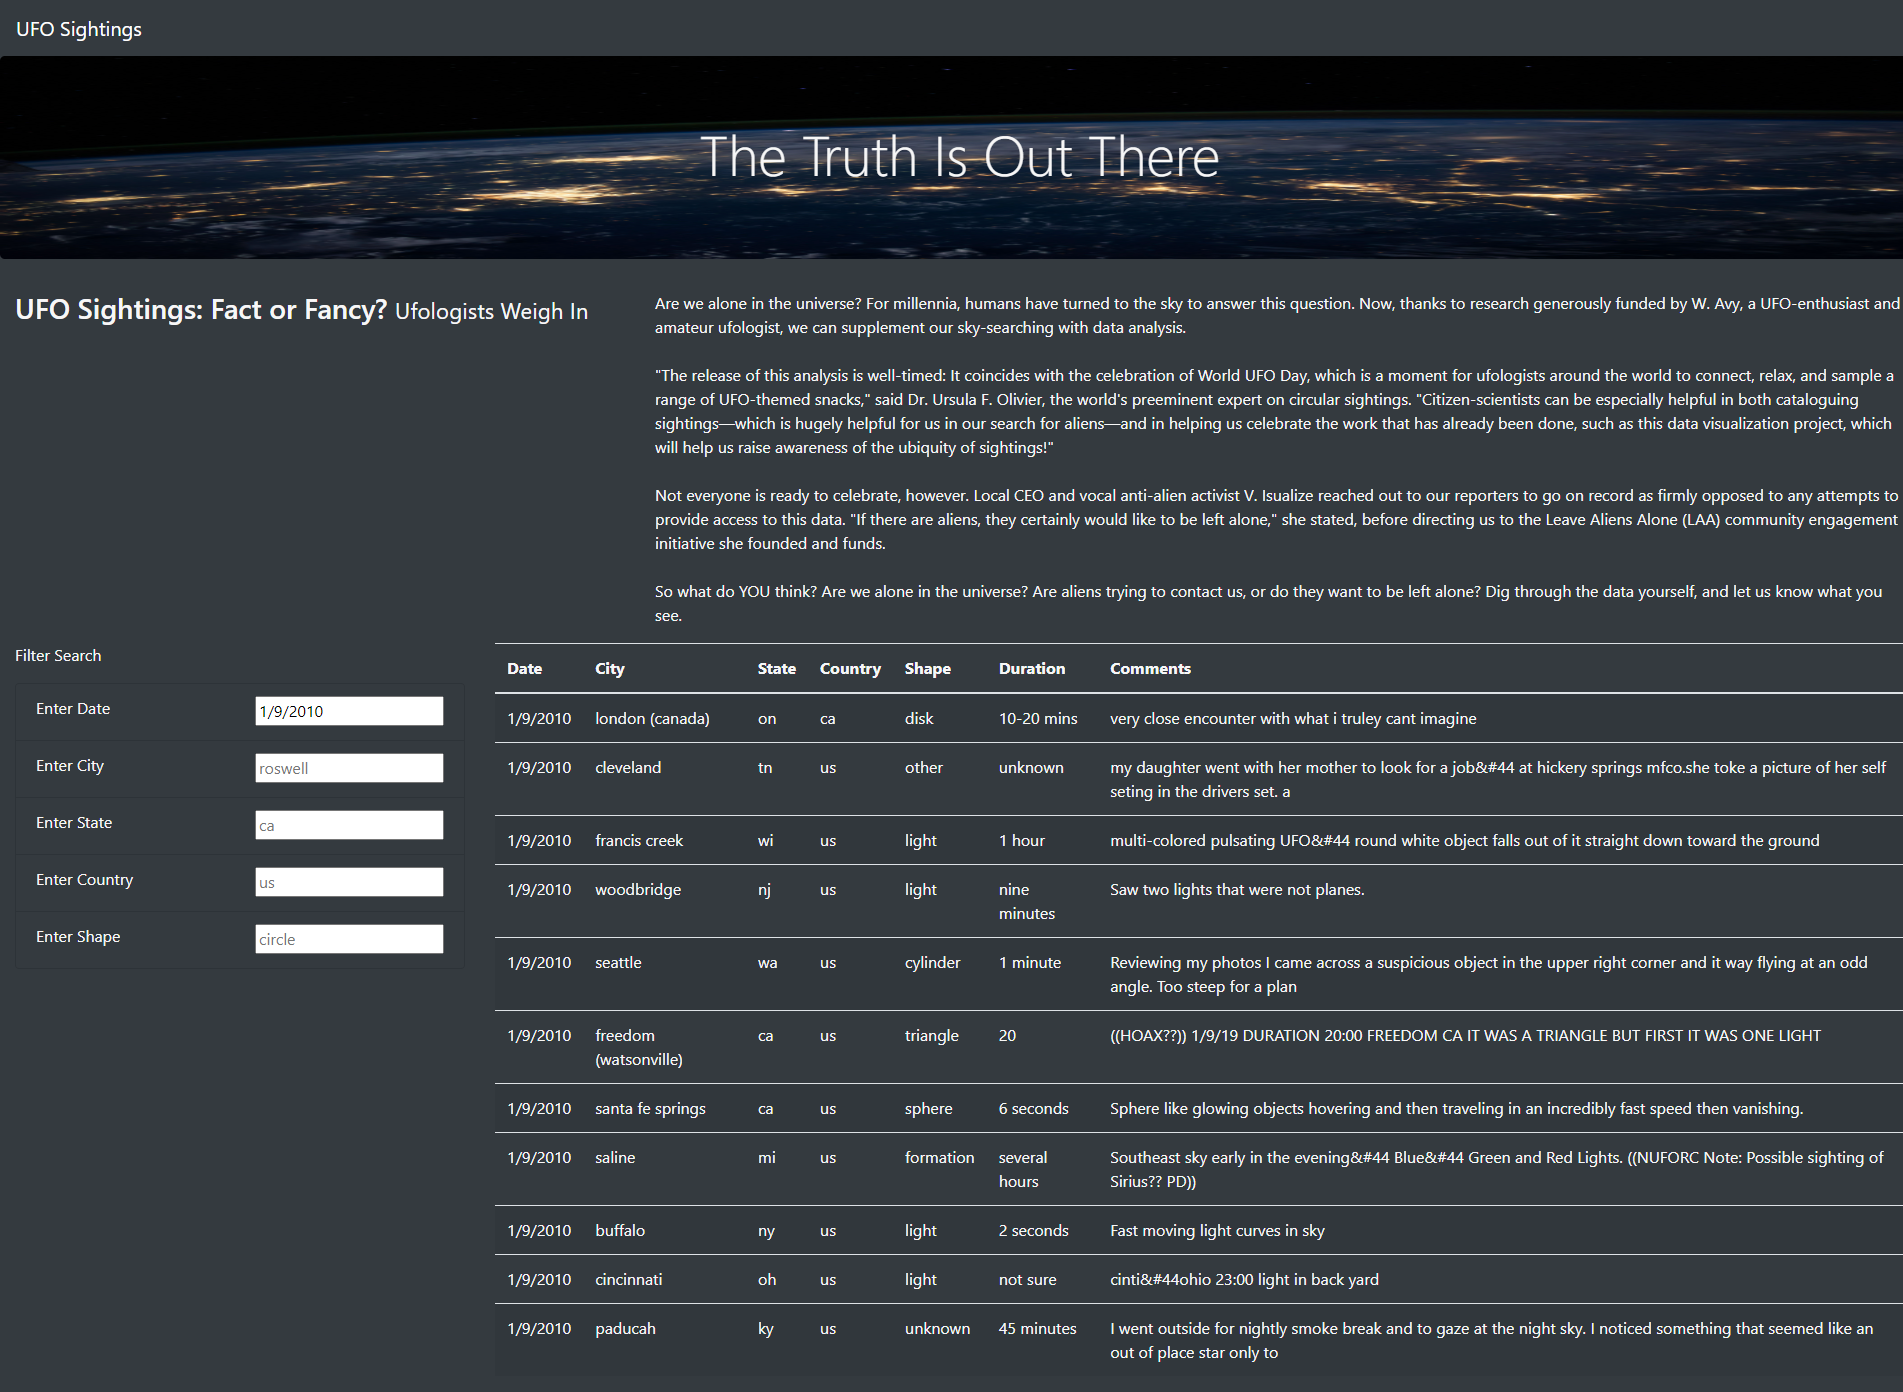 UFO Sightings
The Truth Is Out There
UFO Sightings: Fact or Fancy? Ufologists Weigh In
Are we alone in the universe? For millennia, humans have turned to the sky to answer this question. Now, thanks to research generously funded by W. Avy, a UFO-enthusiast and
amateur ufologist, we can supplement our sky-searching with data analysis.
"The release of this analysis is well-timed: It coincides with the celebration of World UFO Day, which is a moment for ufologists around the world to connect, relax, and sample a
range of UFO-themed snacks," said Dr. Ursula F. Olivier, the world's preeminent expert on circular sightings. "Citizen-scientists can be especially helpful in both cataloguing
sightings—which is hugely helpful for us in our search for aliens—and in helping us celebrate the work that has already been done, such as this data visualization project, which
will help us raise awareness of the ubiquity of sightings!"
Not everyone is ready to celebrate, however. Local CEO and vocal anti-alien activist V. Isualize reached out to our reporters to go on record as firmly opposed to any attempts to
provide access to this data. "If there are aliens, they certainly would like to be left alone," she stated, before directing us to the Leave Aliens Alone (LAA) community engagement
initiative she founded and funds.
So what do YOU think? Are we alone in the universe? Are aliens trying to contact us, or do they want to be left alone? Dig through the data yourself, and let us know what you
see.
Filter Search
Enter Date 1/9/2010
Enter City roswell
Enter State ca
Enter Country us
Enter Shape circle
Date City State Country Shape Duration Comments
1/9/2010 london (canada) on ca disk 10-20 mins very close encounter with what i truley cant imagine
1/9/2010 cleveland tn us other unknown my daughter went with her mother to look for a job&#44 at hickery springs mfco.she toke a picture of her self
seting in the drivers set. a
1/9/2010 francis creek wi us light 1 hour multi-colored pulsating UFO&#44 round white object falls out of it straight down toward the ground
1/9/2010 woodbridge nj us light nine Saw two lights that were not planes.
minutes
1/9/2010 seattle wa us cylinder 1 minute Reviewing my photos I came across a suspicious object in the upper right corner and it way flying at an odd
angle. Too steep for a plan
1/9/2010 freedom ca us triangle 20 ((HOAX??)) 1/9/19 DURATION 20:00 FREEDOM CA IT WAS A TRIANGLE BUT FIRST IT WAS ONE LIGHT
(watsonville)
1/9/2010 santa fe springs ca us sphere 6 seconds Sphere like glowing objects hovering and then traveling in an incredibly fast speed then vanishing.
1/9/2010 saline mi us formation several Southeast sky early in the evening&#44 Blue&#44 Green and Red Lights. ((NUFORC Note: Possible sighting of
hours Sirius?? PD))
1/9/2010 buffalo ny us light 2 seconds Fast moving light curves in sky
1/9/2010 cincinnati oh us light not sure cinti&#44ohio 23:00 light in back yard
1/9/2010 paducah ky us unknown 45 minutes I went outside for nightly smoke break and to gaze at the night sky. I noticed something that seemed like an
out of place star only to